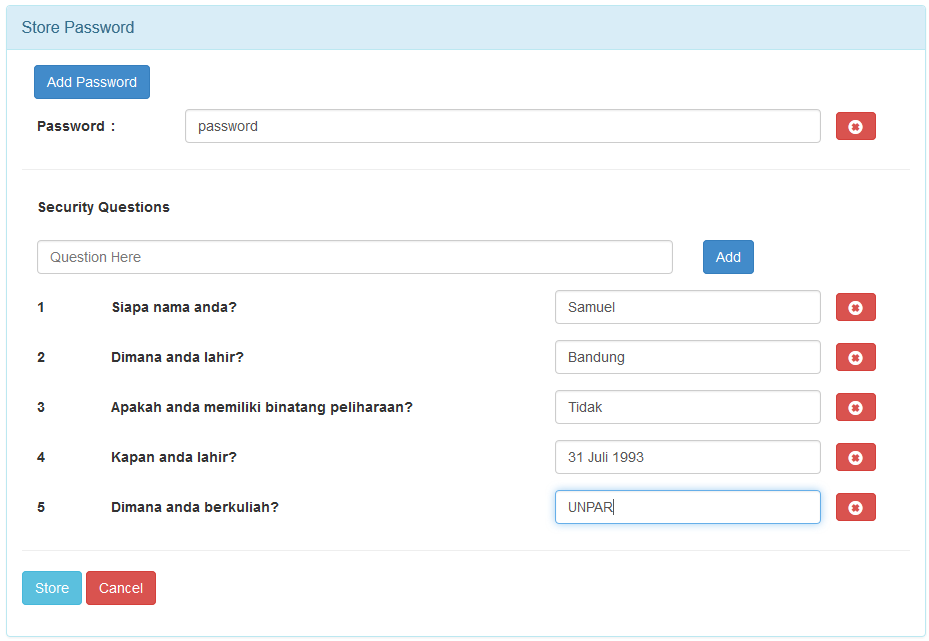 Store Password
Add Password
Password : password
Security Questions
Question Here Add
1 Siapa nama anda? Samuel
2 Dimana anda lahir? Bandung
3 Apakah anda memiliki binatang peliharaan? Tidak
4 Kapan anda lahir? 31 Juli 1993
5 Dimana anda berkuliah? UNPAR
Store Cancel